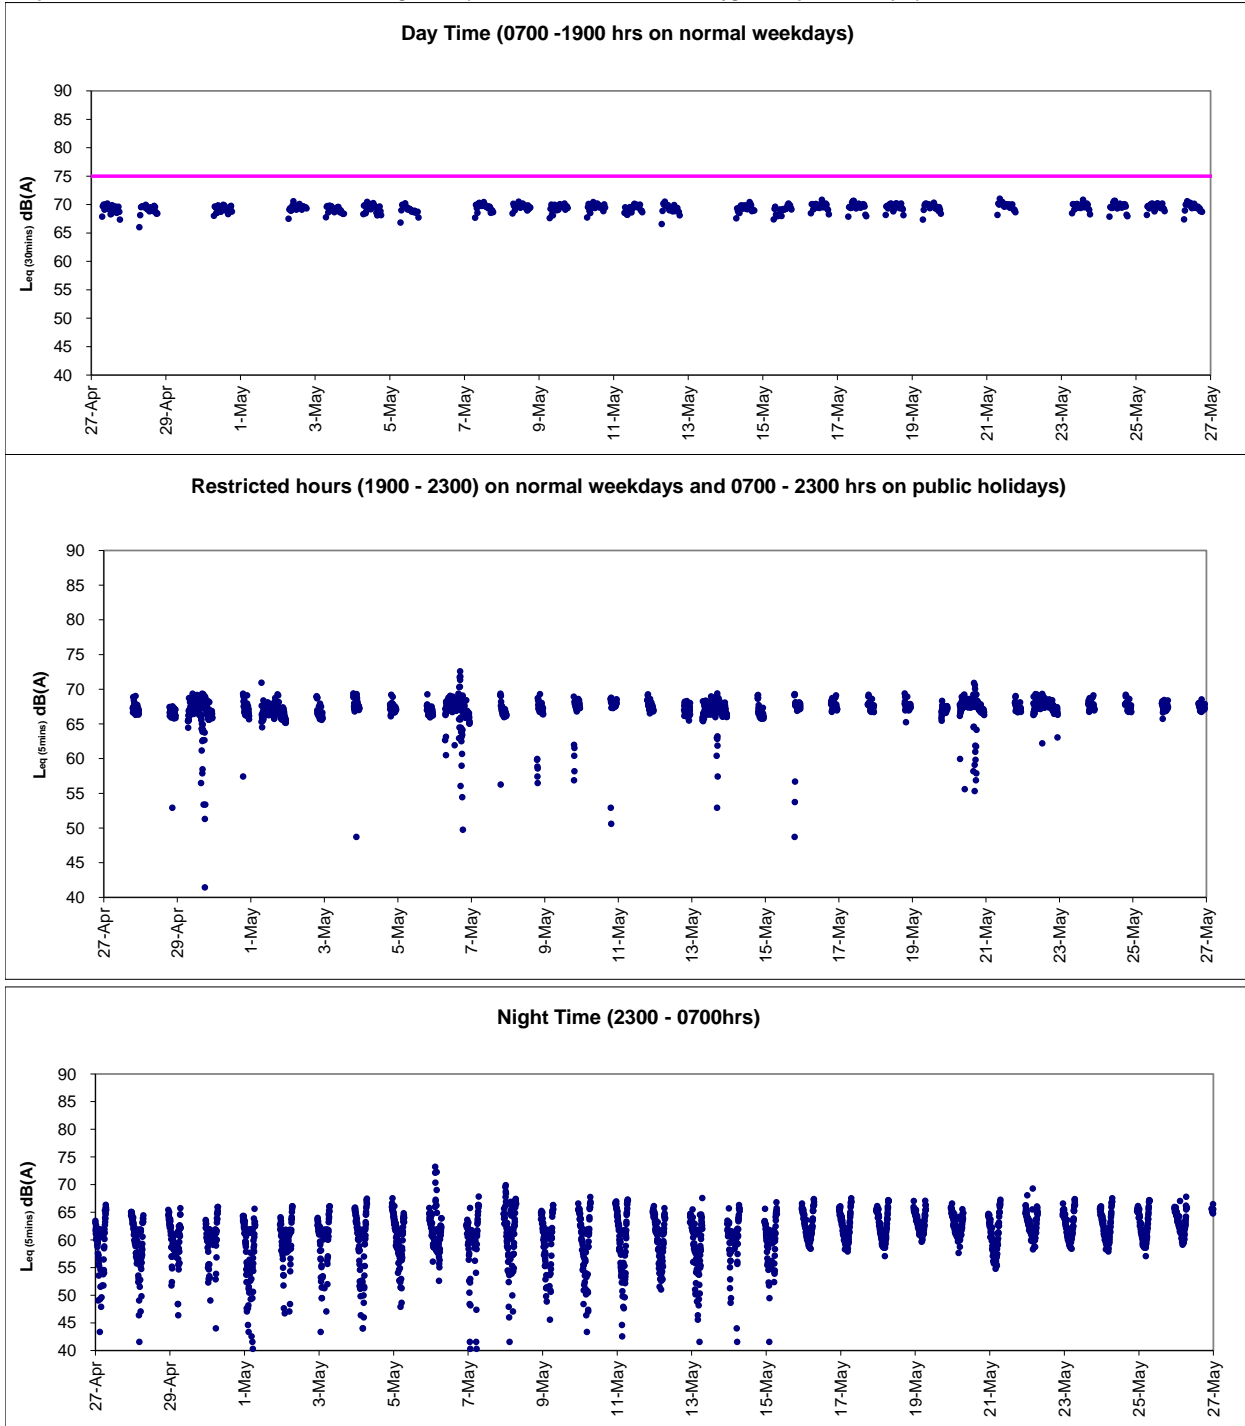 Day Time (0700 -1900 hrs on normal weekdays)
90
85
80
75
70
65
60
55
50
45
40
Leq (30mins) dB(A)
27-Apr
29-Apr
1-May
3-May
5-May
7-May
9-May
11-May
13-May
15-May
17-May
19-May
21-May
23-May
25-May
27-May
Restricted hours (1900 - 2300) on normal weekdays and 0700 - 2300 hrs on public holidays)
90
85
80
75
70
65
60
55
50
45
40
Leq (5mins) dB(A)
27-Apr
29-Apr
1-May
3-May
5-May
7-May
9-May
11-May
13-May
15-May
17-May
19-May
21-May
23-May
25-May
27-May
Night Time (2300 - 0700hrs)
90
85
80
75
70
65
60
55
50
45
40
Leq (5mins) dB(A)
27-Apr
29-Apr
1-May
3-May
5-May
7-May
9-May
11-May
13-May
15-May
17-May
19-May
21-May
23-May
25-May
27-May